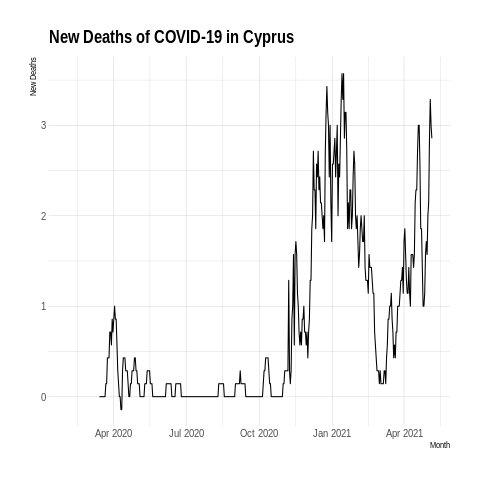 New Deaths of COVID-19 in Cyprus
New Deaths
3
2
1
0
Apr 2020 Jul 2020 Oct 2020 Jan 2021 Apr 2021
Month